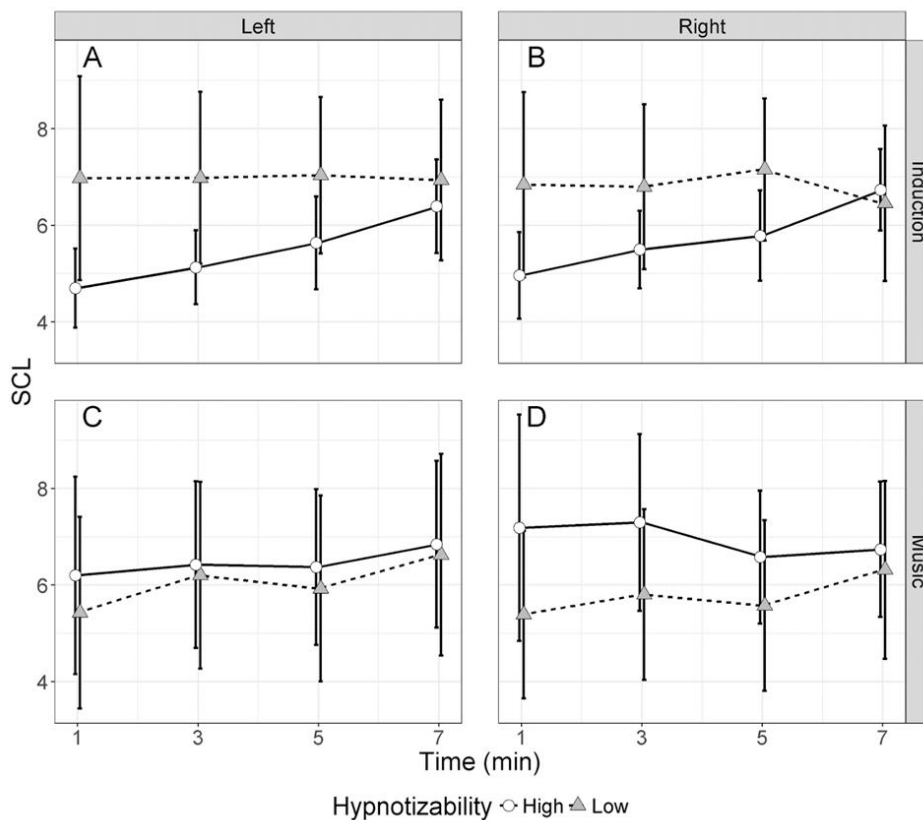 Left
Right
A
B
8
6
4
Induction
SCL
C
D
8
6
4
Music
1 3 5 7
1 3 5 7
Time (min)
Hypnotizability High Low